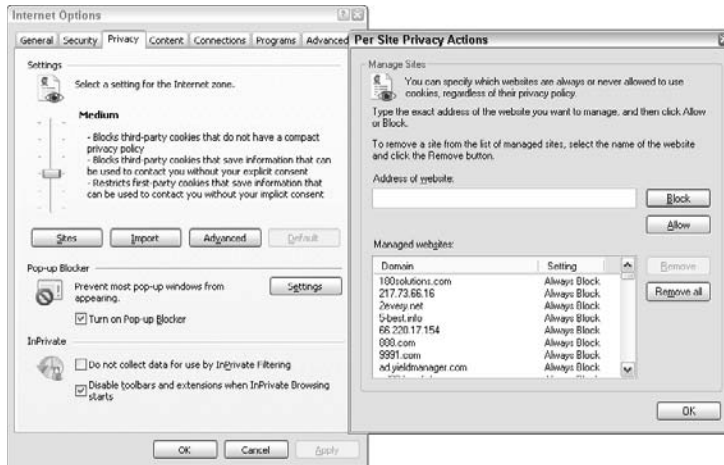 Internet Options
General Security Privacy Content Connections Programs Advanced
Settings
Select a setting for the Internet zone.
Medium
- Blocks third-party cookies that do not have a compact
privacy policy
- Blocks third-party cookies that save information that can
be used to contact you without your explicit consent
- Restricts first-party cookies that save information that
can be used to contact you without your implicit consent
Sites Import Advanced Default
Pop-up Blocker
Prevent most pop-up windows from
appearing.
Settings
Turn on Pop-up Blocker
InPrivate
Do not collect data for use by InPrivate Filtering
Disable toolbars and extensions when InPrivate Browsing
starts
OK Cancel Apply
Per Site Privacy Actions
Manage Sites
You can specify which websites are always or never allowed to use
cookies, regardless of their privacy policy.
Type the exact address of the website you want to manage, and then click Allow
or Block.
To remove a site from the list of managed sites, select the name of the website
and click the Remove button.
Address of website:
Block
Allow
Managed websites:
Domain Setting
180solutions.com Always Block
217.73.66.16 Always Block
2every.net Always Block
5-best.info Always Block
66.220.17.154 Always Block
888.com Always Block
9991.com Always Block
ad.yieldmanager.com Always Block
Remove
Remove all
OK